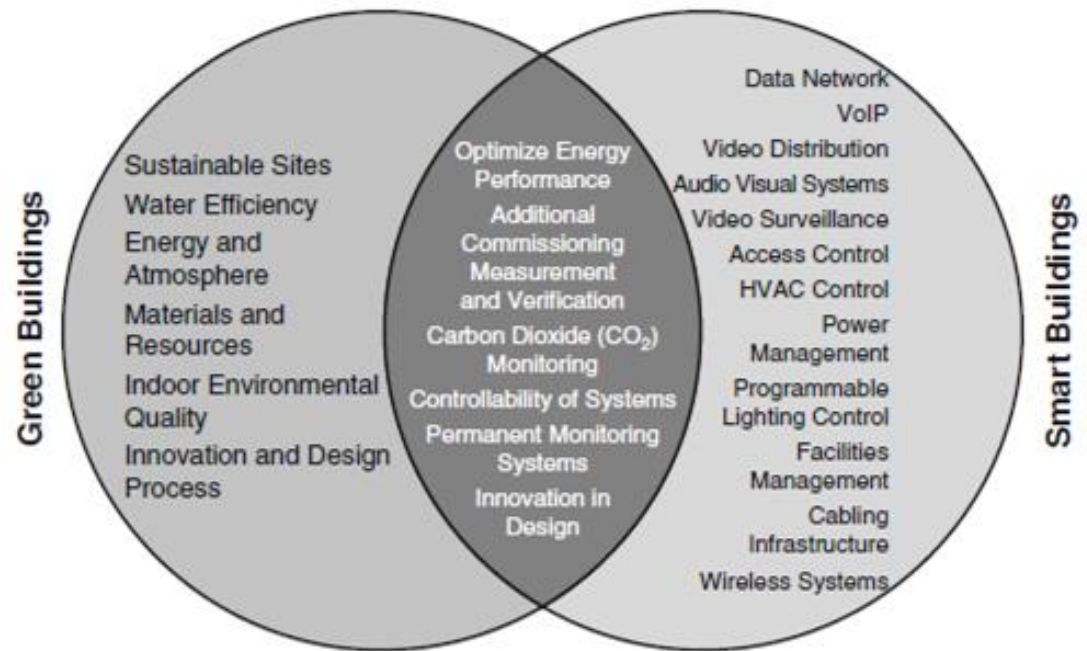 Green Buildings
Sustainable Sites
Water Efficiency
Energy and
Atmosphere
Materials and
Resources
Indoor Environmental
Quality
Innovation and Design
Process
Optimize Energy
Performance
Additional
Commissioning
Measurement
and Verification
Carbon Dioxide (CO₂)
Monitoring
Controllability of Systems
Permanent Monitoring
Systems
Innovation in
Design
Data Network
VoIP
Video Distribution
Audio Visual Systems
Video Surveillance
Access Control
HVAC Control
Power
Management
Programmable
Lighting Control
Facilities
Management
Cabling
Infrastructure
Wireless Systems
Smart Buildings